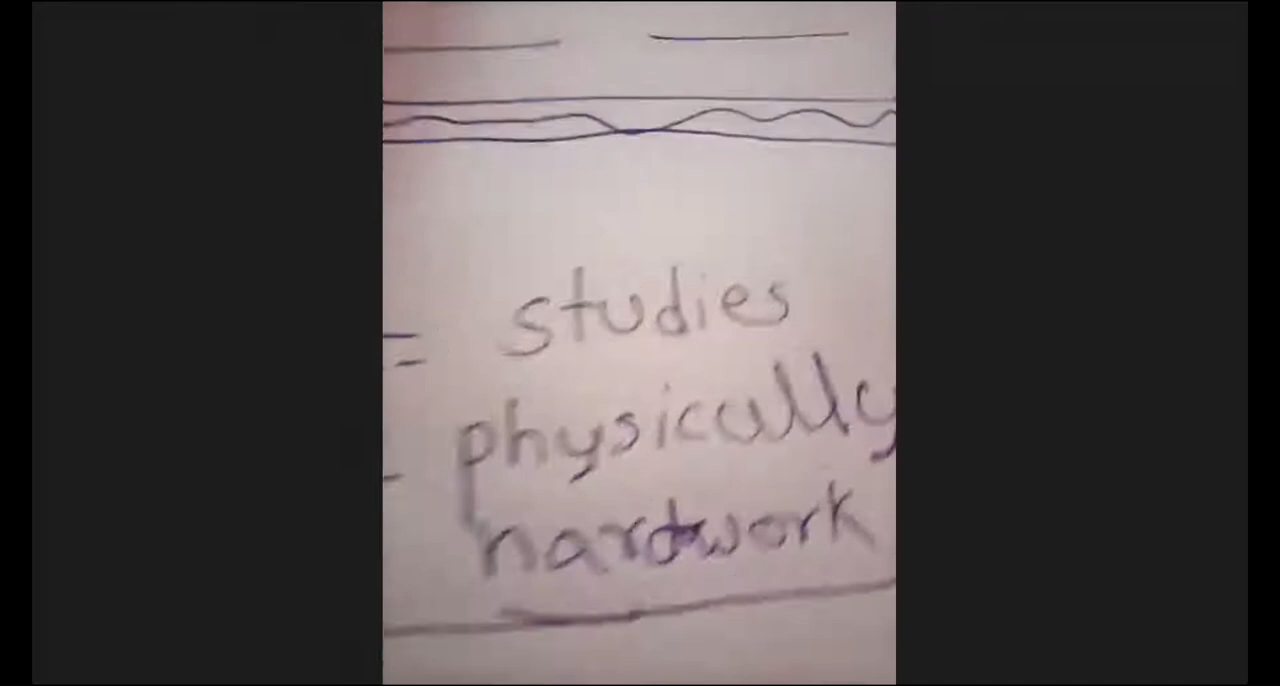 = studies
- physically
hardwork